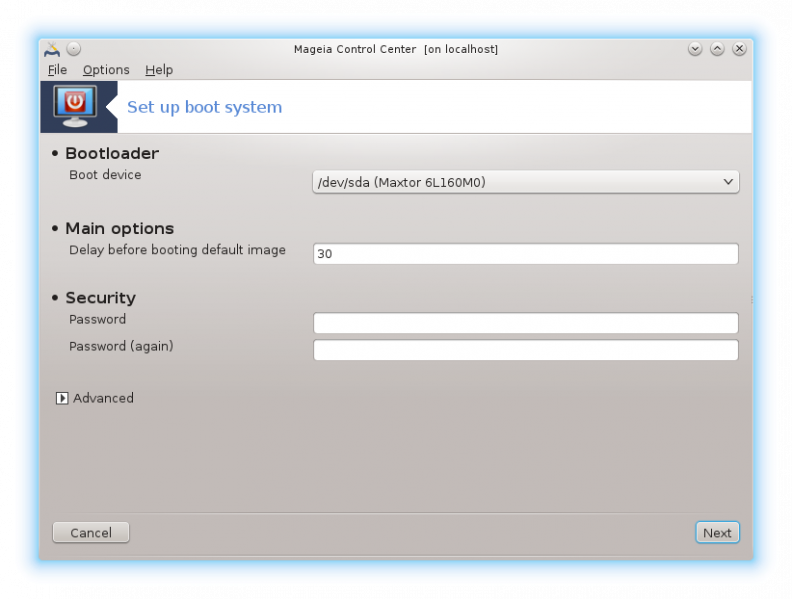 Mageia Control Center [on localhost]
File Options Help
Set up boot system
• Bootloader
Boot device
/dev/sda (Maxtor 6L160M0)
• Main options
Delay before booting default image
30
• Security
Password
Password (again)
Advanced
Cancel
Next